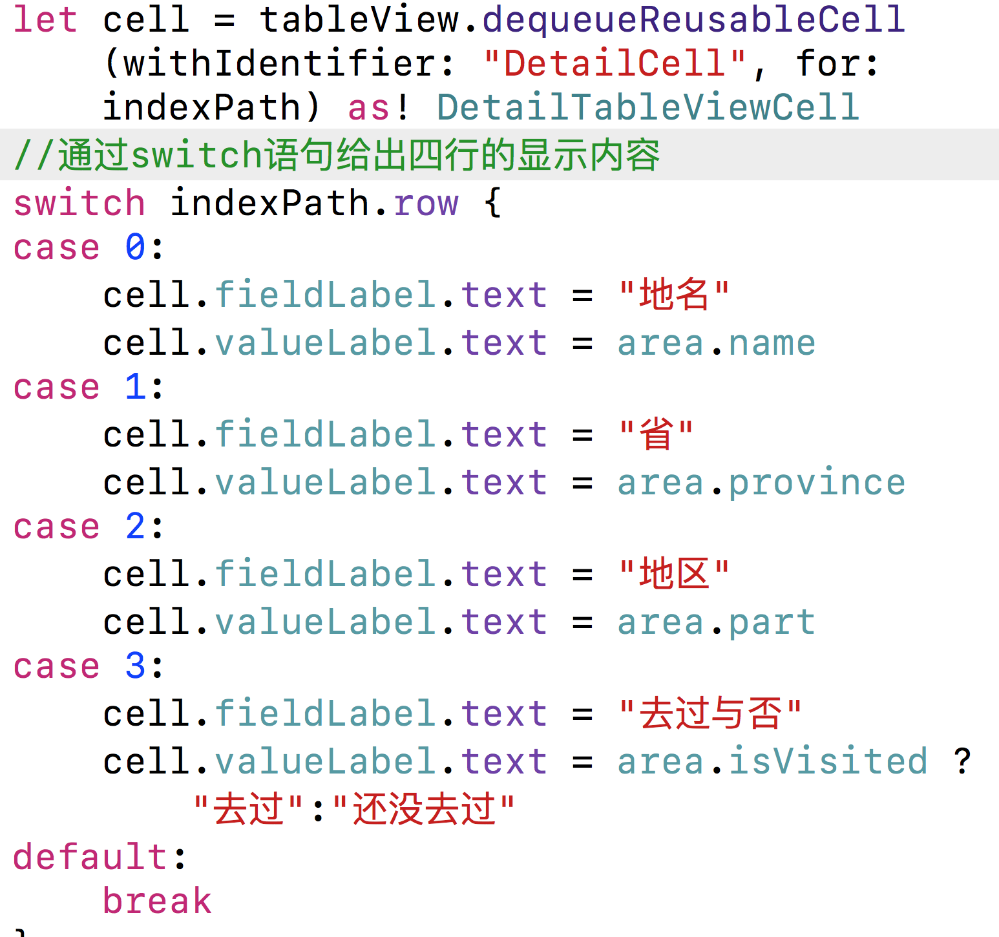 let cell = tableView.dequeueReusableCell
(withIdentifier: "DetailCell", for:
indexPath) as! DetailTableViewCell
//通过switch语句给出四行的显示内容
switch indexPath.row {
case 0:
cell.fieldLabel.text = "地名"
cell.valueLabel.text = area.name
case 1:
cell.fieldLabel.text = "省"
cell.valueLabel.text = area.province
case 2:
cell.fieldLabel.text = "地区"
cell.valueLabel.text = area.part
case 3:
cell.fieldLabel.text = "去过与否"
cell.valueLabel.text = area.isVisited ?
"去过":"还没去过"
default:
break
}